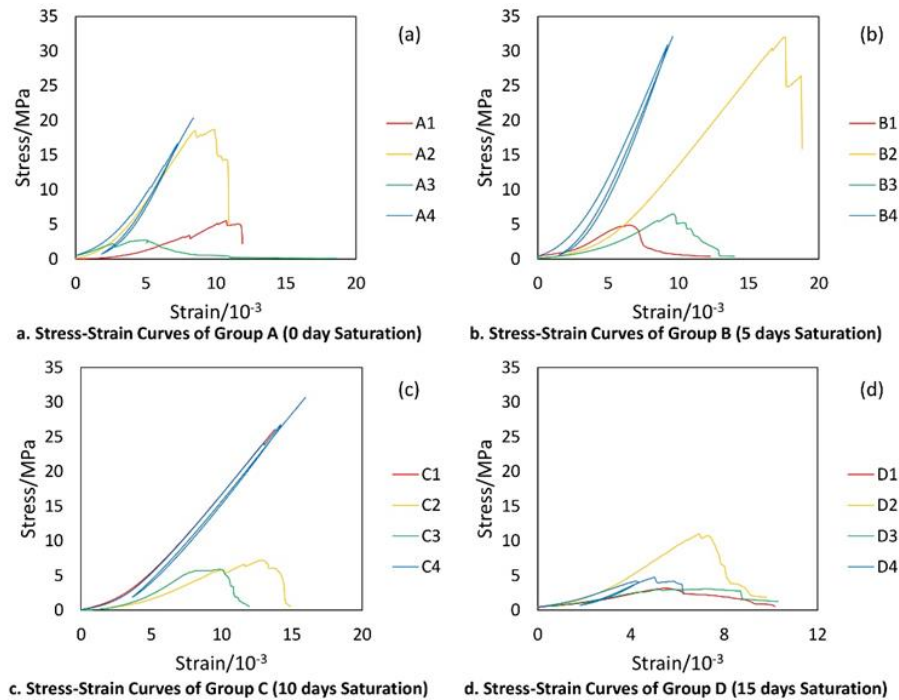 (a)
Stress/MPa
35
30
25
20
15
10
5
0
0 5 10 15 20
Strain/10⁻³
A1
A2
A3
A4
a. Stress-Strain Curves of Group A (0 day Saturation)
(b)
Stress/MPa
35
30
25
20
15
10
5
0
0 5 10 15 20
Strain/10⁻³
B1
B2
B3
B4
b. Stress-Strain Curves of Group B (5 days Saturation)
(c)
Stress/MPa
35
30
25
20
15
10
5
0
0 5 10 15 20
Strain/10⁻³
C1
C2
C3
C4
c. Stress-Strain Curves of Group C (10 days Saturation)
(d)
Stress/MPa
35
30
25
20
15
10
5
0
0 4 8 12
Strain/10⁻³
D1
D2
D3
D4
d. Stress-Strain Curves of Group D (15 days Saturation)